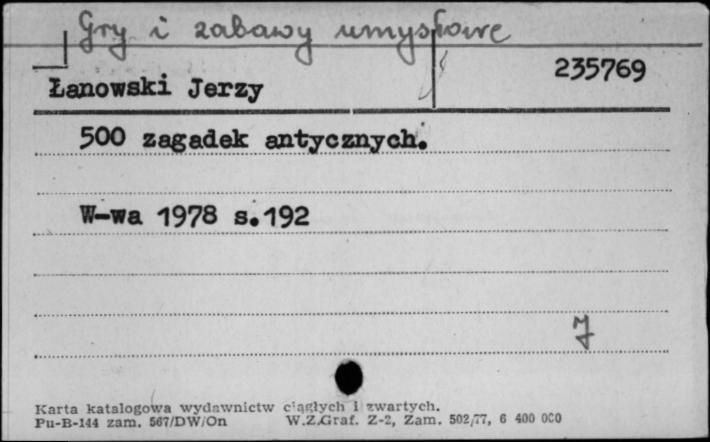 Gry i zabawy umysłowe
235769
Łanowski Jerzy
500 zagadek antycznych.
W-wa 1978 s.192
J
Karta katalogowa wydawnictw ciągłych i zwartych.
Pu-B-144 zam. 567/DW/On W.Z.Graf. Z-2, Zam. 502/77, 6 400 000